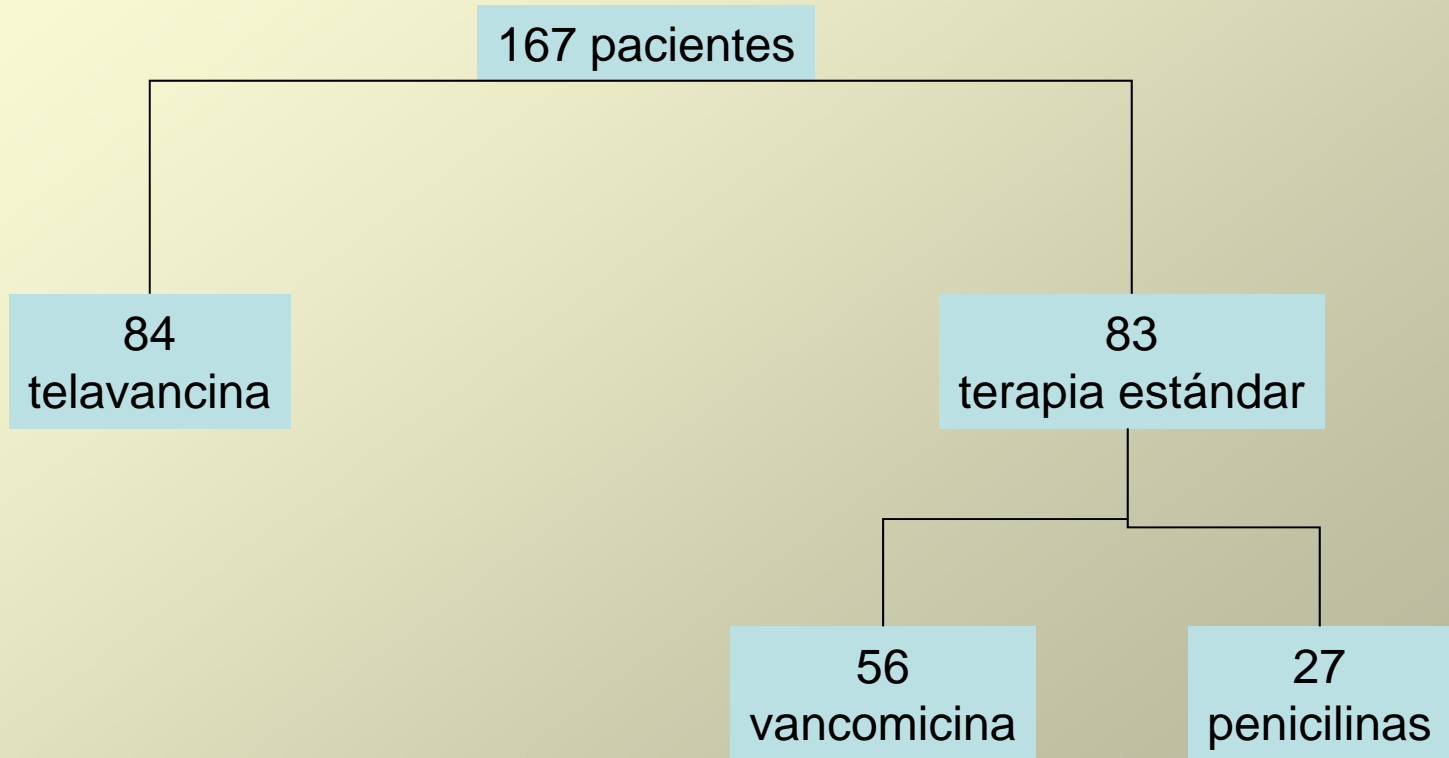 167 pacientes
84
telavancina
83
terapia estándar
56
vancomicina
27
penicilinas